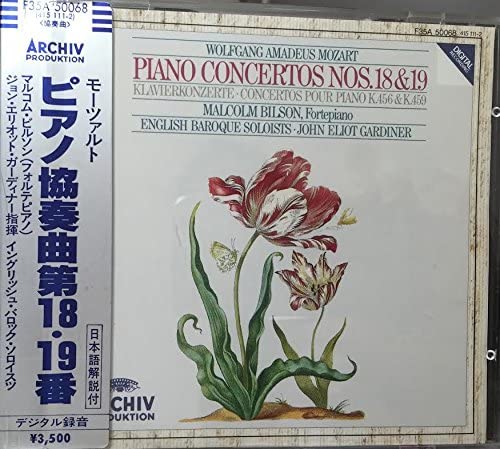 F35A 50068
(415 111-2)
〈協奏曲〉
ARCHIV
PRODUKTION
モーツァルト
ピアノ協奏曲第18・19番
マルコム・ビルソン(フォルテピアノ)
ジョン・エリオット・ガーディナー指揮 イングリッシュ・バロック・ソロイスツ
日本語解説付
デジタル録音
¥3,500
F35A 50068 415 111-2
WOLFGANG AMADEUS MOZART
PIANO CONCERTOS NOS. 18 & 19
KLAVIERKONZERTE · CONCERTOS POUR PIANO K.456 & K.459
MALCOLM BILSON, Fortepiano
ENGLISH BAROQUE SOLOISTS · JOHN ELIOT GARDINER
DIGITAL
RECORDING
ARCHIV
PRODUKTION